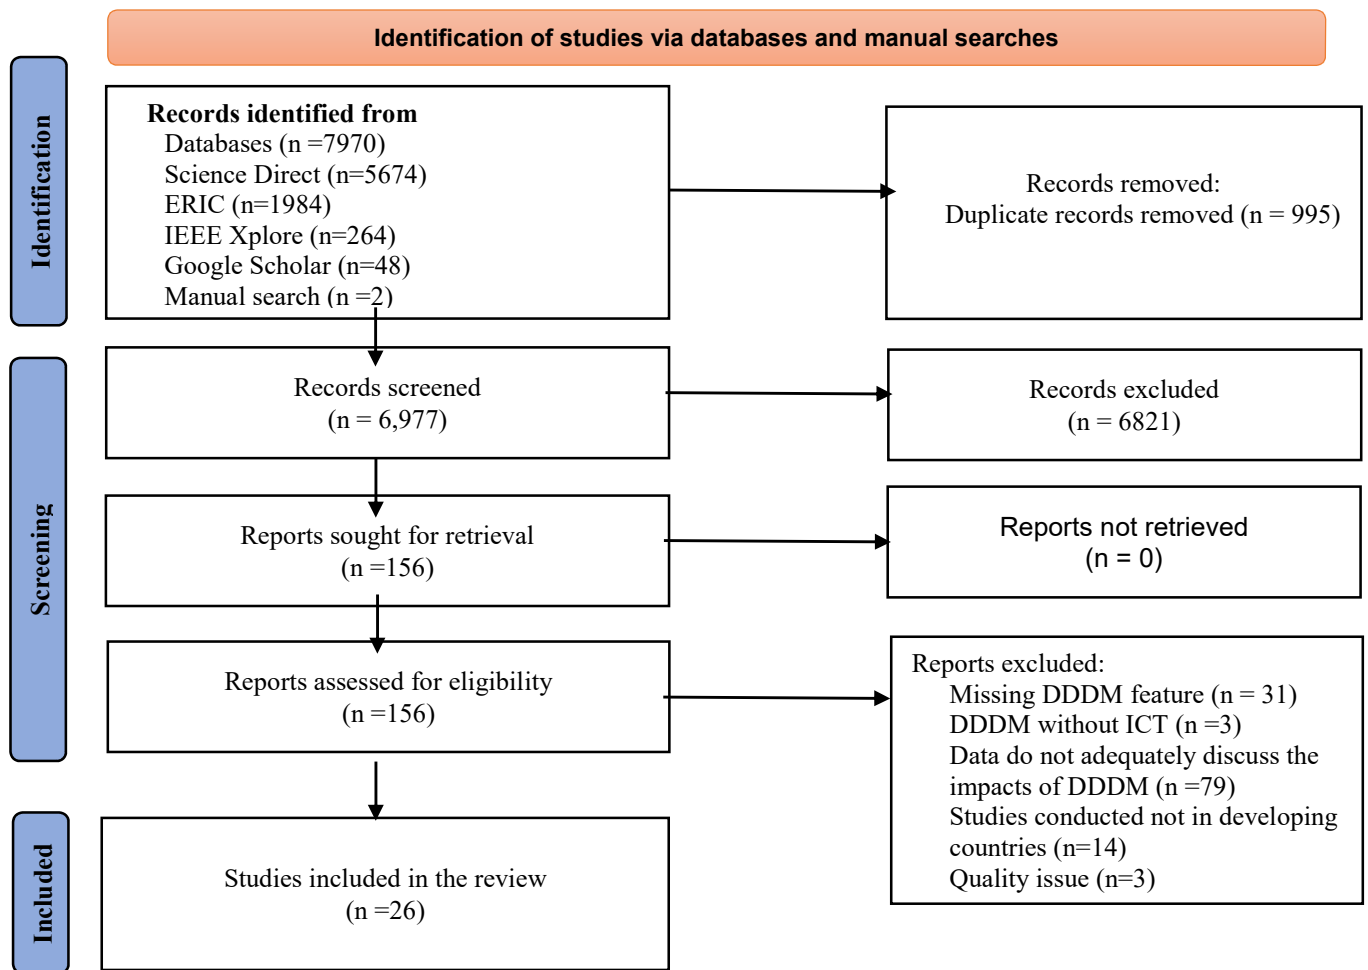 Identification of studies via databases and manual searches
Identification
Records identified from
Databases (n =7970)
Science Direct (n=5674)
ERIC (n=1984)
IEEE Xplore (n=264)
Google Scholar (n=48)
Manual search (n =2)
Records removed:
Duplicate records removed (n = 995)
Screening
Records screened
(n = 6,977)
Records excluded
(n = 6821)
Reports sought for retrieval
(n =156)
Reports not retrieved
(n = 0)
Reports assessed for eligibility
(n =156)
Reports excluded:
Missing DDDM feature (n = 31)
DDDM without ICT (n =3)
Data do not adequately discuss the
impacts of DDDM (n =79)
Studies conducted not in developing
countries (n=14)
Quality issue (n=3)
Included
Studies included in the review
(n =26)